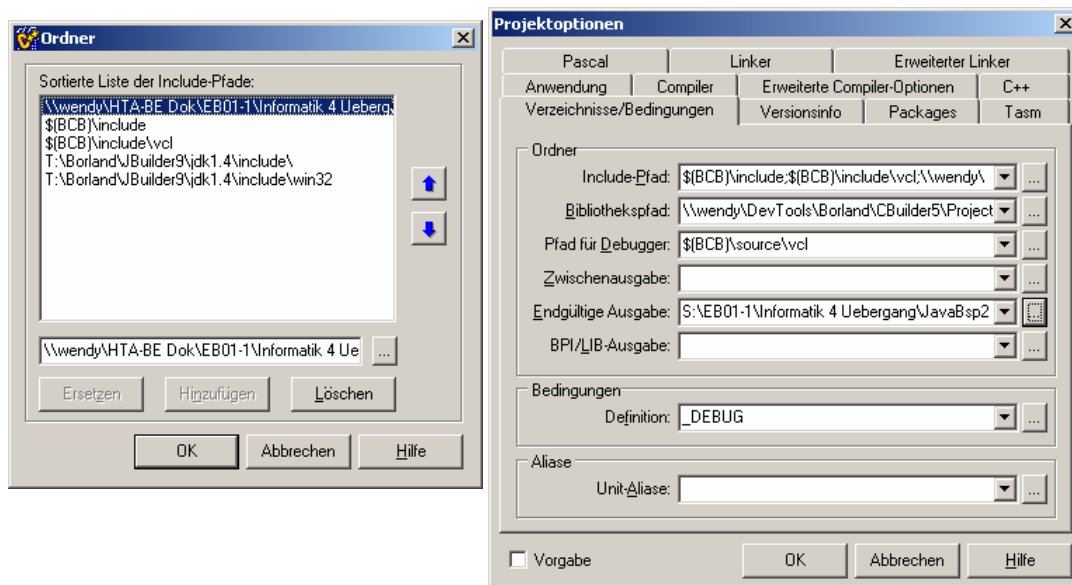 Ordner
Sortierte Liste der Include-Pfade:
\\wendy\HTA-BE Dok\EB01-1\Informatik 4 Ueberg
$(BCB)\include
$(BCB)\include\vcl
T:\Borland\JBuilder9\jdk1.4\include\
T:\Borland\JBuilder9\jdk1.4\include\win32
\\wendy\HTA-BE Dok\EB01-1\Informatik 4 Ue ...
Ersetzen Hinzufügen Löschen
OK Abbrechen Hilfe
Projektoptionen
Pascal Linker Erweiterter Linker
Anwendung Compiler Erweiterte Compiler-Optionen C++
Verzeichnisse/Bedingungen Versionsinfo Packages Tasm
Ordner
Include-Pfad: $(BCB)\include;$(BCB)\include\vcl;\\wendy\ ...
Bibliothekspfad: \\wendy\DevTools\Borland\CBuilder5\Project ...
Pfad für Debugger: $(BCB)\source\vcl ...
Zwischenausgabe: ...
Endgültige Ausgabe: S:\EB01-1\Informatik 4 Uebergang\JavaBsp2 ...
BPI/LIB-Ausgabe: ...
Bedingungen
Definition: _DEBUG ...
Aliase
Unit-Aliase: ...
Vorgabe OK Abbrechen Hilfe